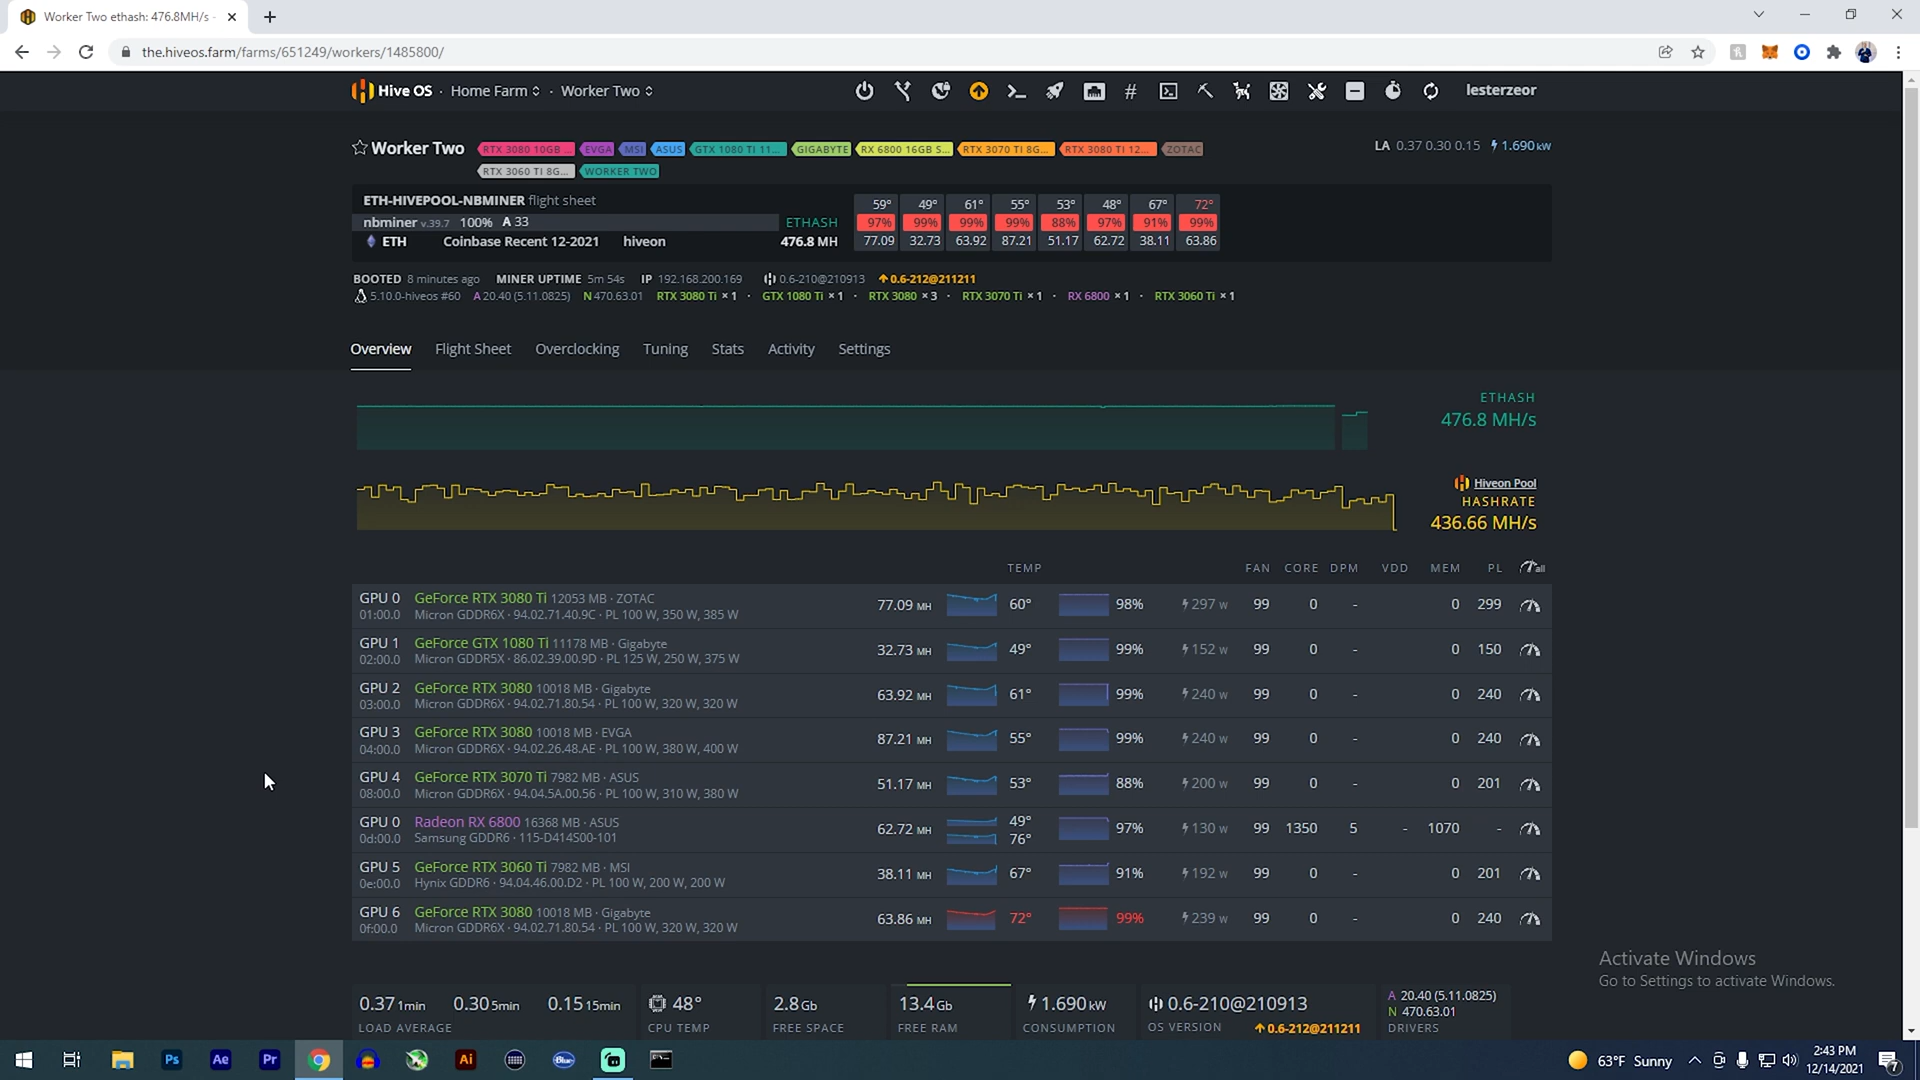 Worker Two ethash: 476.8MH/s -
the.hiveos.farm/farms/651249/workers/1485800/
Hive OS · Home Farm · Worker Two
#
lesterzeor
Worker Two RTX 3080 10GB ... EVGA MSI ASUS GTX 1080 TI 11... GIGABYTE RX 6800 16GB S... RTX 3070 TI 8G... RTX 3080 TI 12... ZOTAC
RTX 3060 TI 8G... WORKER TWO
LA 0.37 0.30 0.15 1.690 kW
ETH-HIVEPOOL-NBMINER flight sheet
59° 49° 61° 55° 53° 48° 67° 72°
nbminer v.39.7 100% A 33 ETHASH
97% 99% 99% 99% 88% 97% 91% 99%
ETH Coinbase Recent 12-2021 hiveon 476.8 MH
77.09 32.73 63.92 87.21 51.17 62.72 38.11 63.86
BOOTED 8 minutes ago MINER UPTIME 5m 54s IP 192.168.200.169 0.6-210@210913 0.6-212@211211
5.10.0-hiveos #60 A 20.40 (5.11.0825) N 470.63.01 RTX 3080 Ti × 1 · GTX 1080 Ti × 1 · RTX 3080 × 3 · RTX 3070 Ti × 1 · RX 6800 × 1 · RTX 3060 Ti × 1
Overview Flight Sheet Overclocking Tuning Stats Activity Settings
ETHASH
476.8 MH/s
Hiveon Pool
HASHRATE
436.66 MH/s
TEMP FAN CORE DPM VDD MEM PL all
GPU 0 GeForce RTX 3080 Ti 12053 MB · ZOTAC
01:00.0 Micron GDDR6X · 94.02.71.40.9C · PL 100 W, 350 W, 385 W
77.09 MH 60° 98% 297 W 99 0 - 0 299
GPU 1 GeForce GTX 1080 Ti 11178 MB · Gigabyte
02:00.0 Micron GDDR5X · 86.02.39.00.9D · PL 125 W, 250 W, 375 W
32.73 MH 49° 99% 152 W 99 0 - 0 150
GPU 2 GeForce RTX 3080 10018 MB · Gigabyte
03:00.0 Micron GDDR6X · 94.02.71.80.54 · PL 100 W, 320 W, 320 W
63.92 MH 61° 99% 240 W 99 0 - 0 240
GPU 3 GeForce RTX 3080 10018 MB · EVGA
04:00.0 Micron GDDR6X · 94.02.26.48.AE · PL 100 W, 380 W, 400 W
87.21 MH 55° 99% 240 W 99 0 - 0 240
GPU 4 GeForce RTX 3070 Ti 7982 MB · ASUS
08:00.0 Micron GDDR6X · 94.04.5A.00.56 · PL 100 W, 310 W, 380 W
51.17 MH 53° 88% 200 W 99 0 - 0 201
GPU 0 Radeon RX 6800 16368 MB · ASUS
0d:00.0 Samsung GDDR6 · 115-D414S00-101
62.72 MH 49° 76° 97% 130 W 99 1350 5 - 1070 -
GPU 5 GeForce RTX 3060 Ti 7982 MB · MSI
0e:00.0 Hynix GDDR6 · 94.04.46.00.D2 · PL 100 W, 200 W, 200 W
38.11 MH 67° 91% 192 W 99 0 - 0 201
GPU 6 GeForce RTX 3080 10018 MB · Gigabyte
0f:00.0 Micron GDDR6X · 94.02.71.80.54 · PL 100 W, 320 W, 320 W
63.86 MH 72° 99% 239 W 99 0 - 0 240
Activate Windows
Go to Settings to activate Windows.
0.37 1min 0.30 5min 0.15 15min 48° 2.8 Gb 13.4 Gb 1.690 kW 0.6-210@210913 A 20.40 (5.11.0825)
N 470.63.01
LOAD AVERAGE CPU TEMP FREE SPACE FREE RAM CONSUMPTION OS VERSION 0.6-212@211211 DRIVERS
Ps Ae Pr Ai Blue
63°F Sunny
2:43 PM
12/14/2021
7